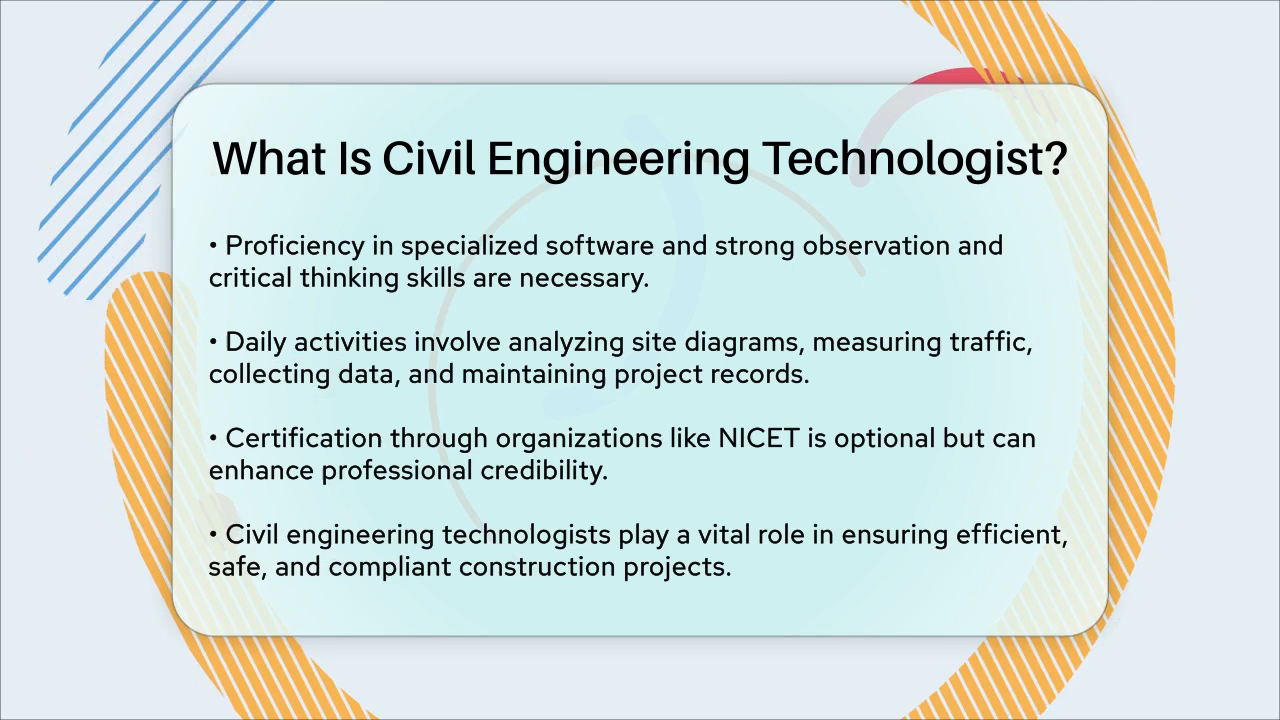 What Is Civil Engineering Technologist?
• Proficiency in specialized software and strong observation and
critical thinking skills are necessary.
• Daily activities involve analyzing site diagrams, measuring traffic,
collecting data, and maintaining project records.
• Certification through organizations like NICET is optional but can
enhance professional credibility.
• Civil engineering technologists play a vital role in ensuring efficient,
safe, and compliant construction projects.